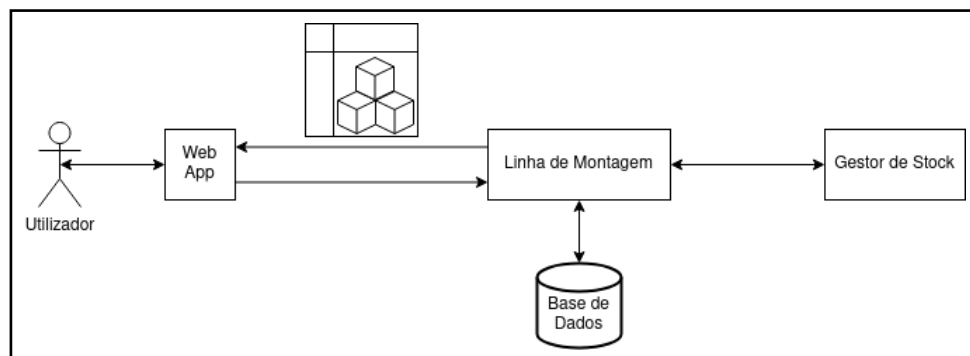 Web
App
Linha de Montagem
Gestor de Stock
Utilizador
Base de
Dados